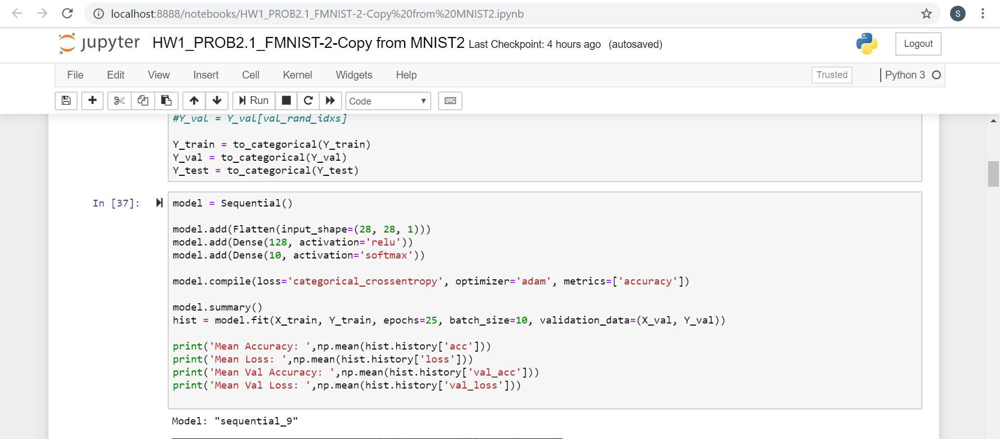 localhost:8888/notebooks/HW1_PROB2.1_FMNIST-2-Copy%20from%20MNIST2.ipynb
S
jupyter HW1_PROB2.1_FMNIST-2-Copy from MNIST2 Last Checkpoint: 4 hours ago (autosaved)
Logout
File Edit View Insert Cell Kernel Widgets Help
Trusted
Python 3
Run
Code
#Y_val = Y_val[val_rand_idxs]
Y_train = to_categorical(Y_train)
Y_val = to_categorical(Y_val)
Y_test = to_categorical(Y_test)
In [37]:
model = Sequential()
model.add(Flatten(input_shape=(28, 28, 1)))
model.add(Dense(128, activation='relu'))
model.add(Dense(10, activation='softmax'))
model.compile(loss='categorical_crossentropy', optimizer='adam', metrics=['accuracy'])
model.summary()
hist = model.fit(X_train, Y_train, epochs=25, batch_size=10, validation_data=(X_val, Y_val))
print('Mean Accuracy: ',np.mean(hist.history['acc']))
print('Mean Loss: ',np.mean(hist.history['loss']))
print('Mean Val Accuracy: ',np.mean(hist.history['val_acc']))
print('Mean Val Loss: ',np.mean(hist.history['val_loss']))
Model: "sequential_9"